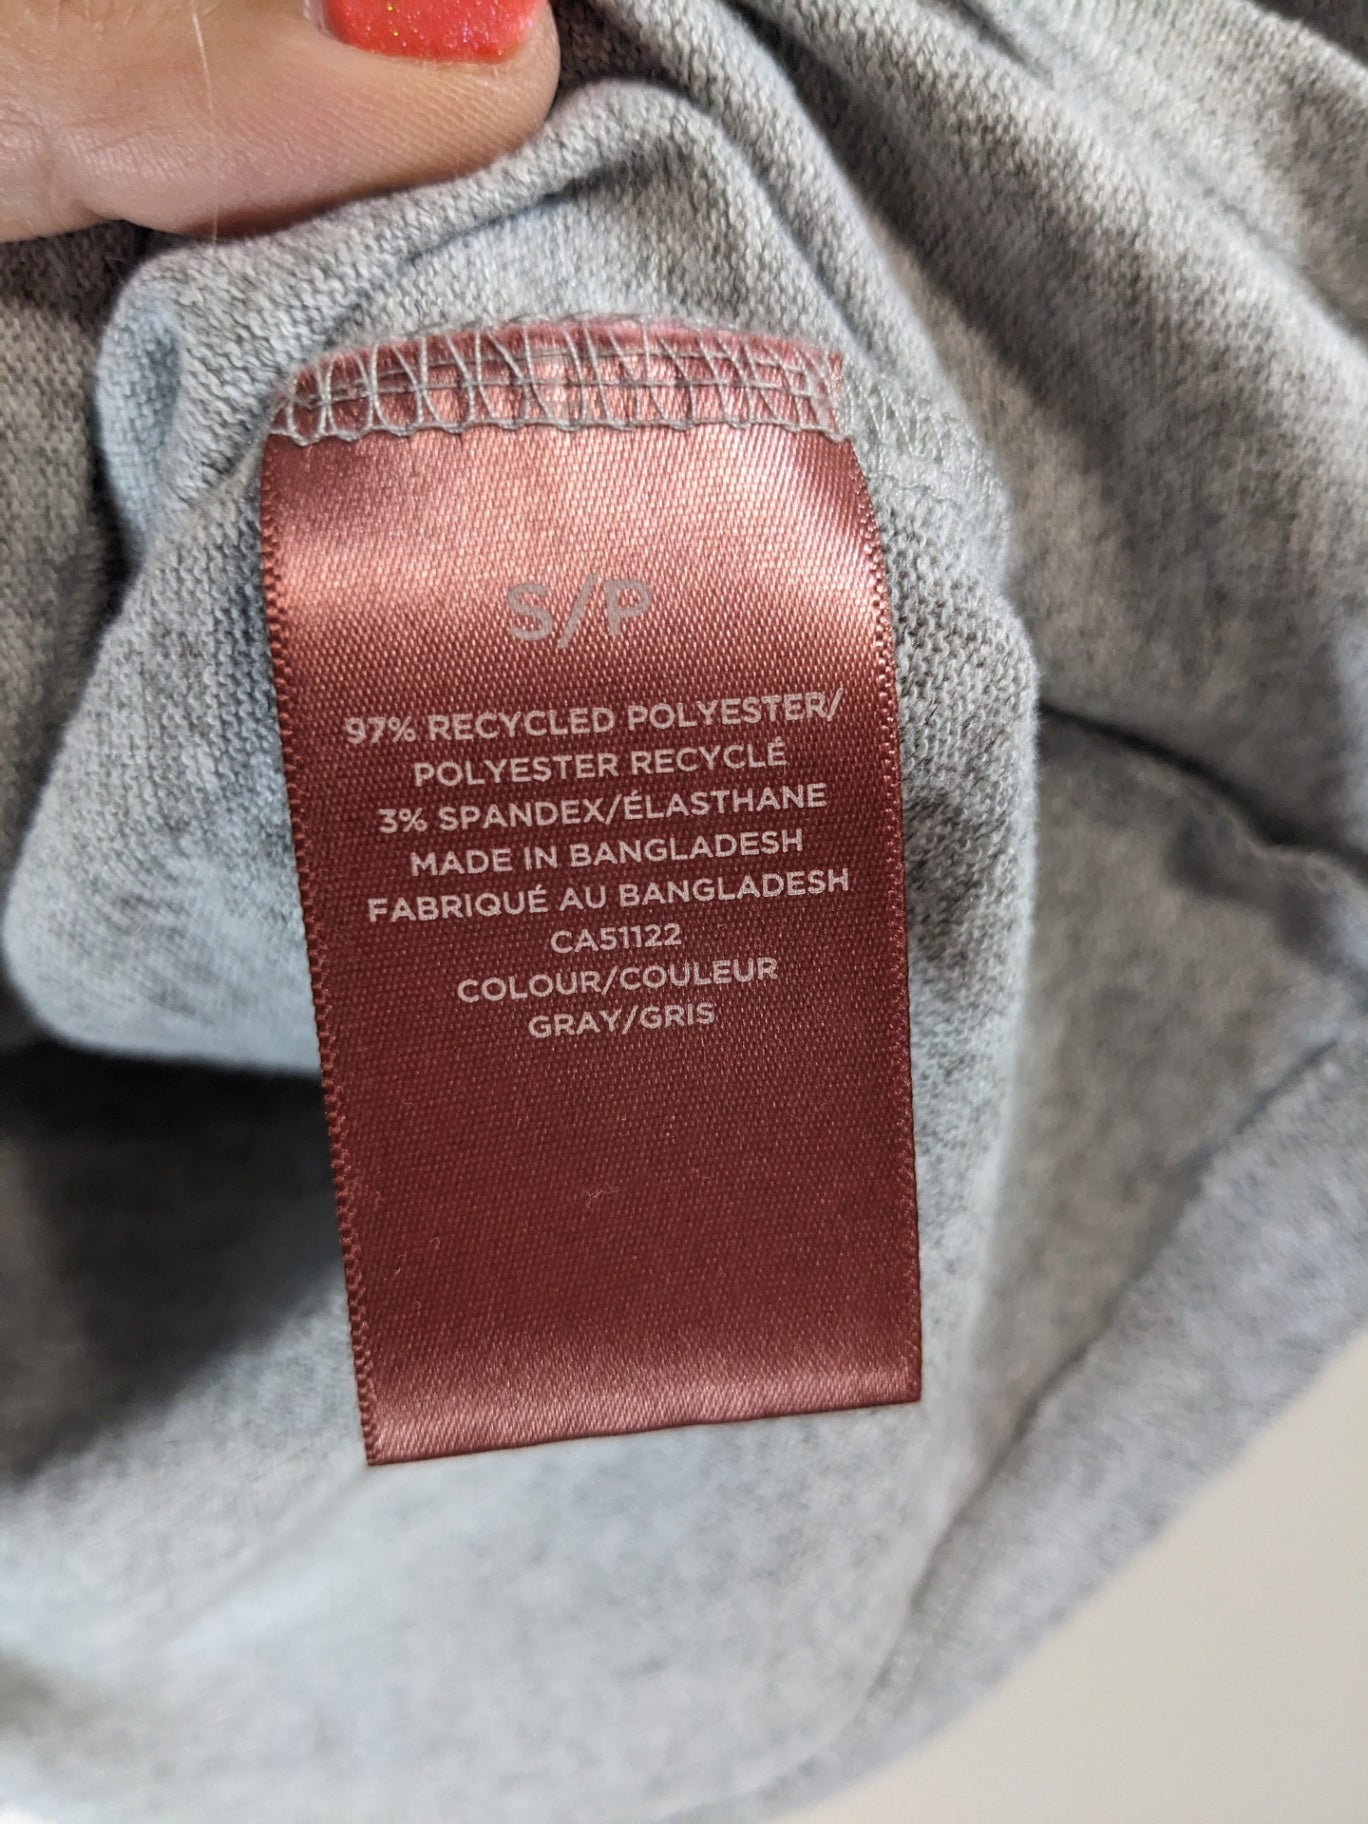 S/P
97% RECYCLED POLYESTER/
POLYESTER RECYCLÉ
3% SPANDEX/ÉLASTHANE
MADE IN BANGLADESH
FABRIQUÉ AU BANGLADESH
CA51122
COLOUR/COULEUR
GRAY/GRIS